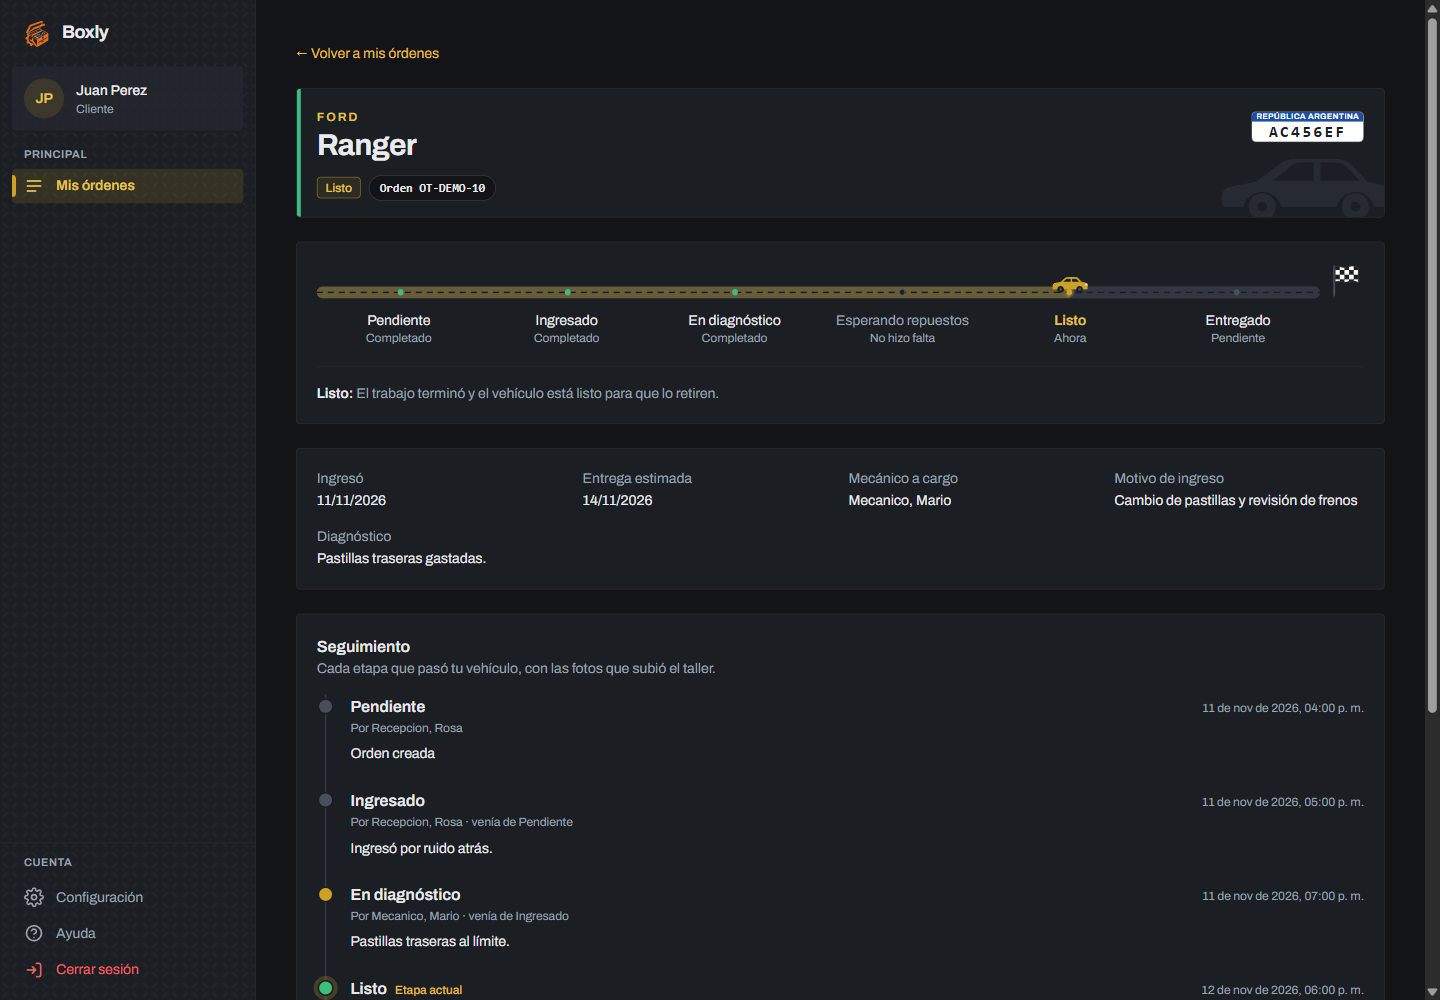 Boxly
JP
Juan Perez
Cliente
PRINCIPAL
Mis órdenes
CUENTA
Configuración
Ayuda
Cerrar sesión
← Volver a mis órdenes
FORD
Ranger
Listo
Orden OT-DEMO-10
REPÚBLICA ARGENTINA
AC456EF
Pendiente
Completado
Ingresado
Completado
En diagnóstico
Completado
Esperando repuestos
No hizo falta
Listo
Ahora
Entregado
Pendiente
Listo: El trabajo terminó y el vehículo está listo para que lo retiren.
Ingresó
11/11/2026
Entrega estimada
14/11/2026
Mecánico a cargo
Mecanico, Mario
Motivo de ingreso
Cambio de pastillas y revisión de frenos
Diagnóstico
Pastillas traseras gastadas.
Seguimiento
Cada etapa que pasó tu vehículo, con las fotos que subió el taller.
Pendiente
11 de nov de 2026, 04:00 p. m.
Por Recepcion, Rosa
Orden creada
Ingresado
11 de nov de 2026, 05:00 p. m.
Por Recepcion, Rosa · venía de Pendiente
Ingresó por ruido atrás.
En diagnóstico
11 de nov de 2026, 07:00 p. m.
Por Mecanico, Mario · venía de Ingresado
Pastillas traseras al límite.
Listo Etapa actual
12 de nov de 2026, 06:00 p. m.